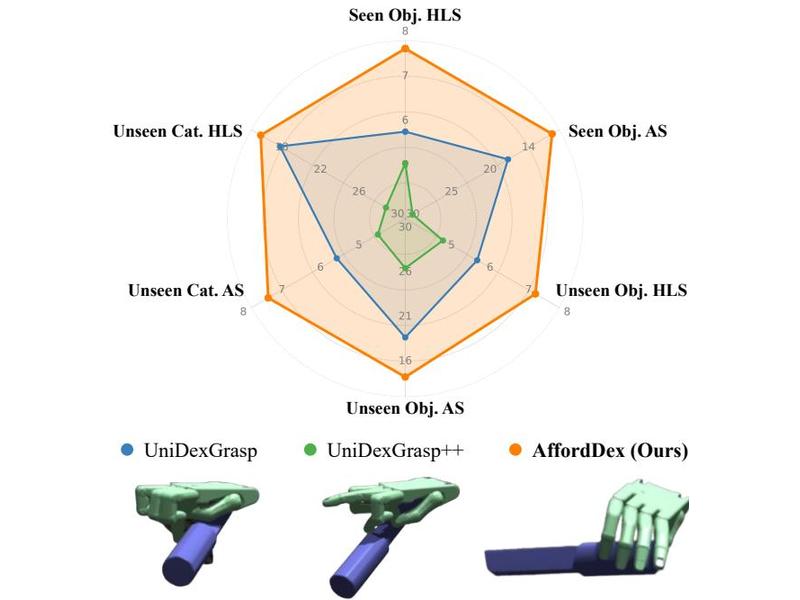 Seen Obj. HLS
8
7
6
Unseen Cat. HLS
Seen Obj. AS
18
14
22
20
26
25
30
30
30
5
5
6
6
26
Unseen Cat. AS
Unseen Obj. HLS
7
7
8
8
21
16
Unseen Obj. AS
UniDexGrasp
UniDexGrasp++
AffordDex (Ours)